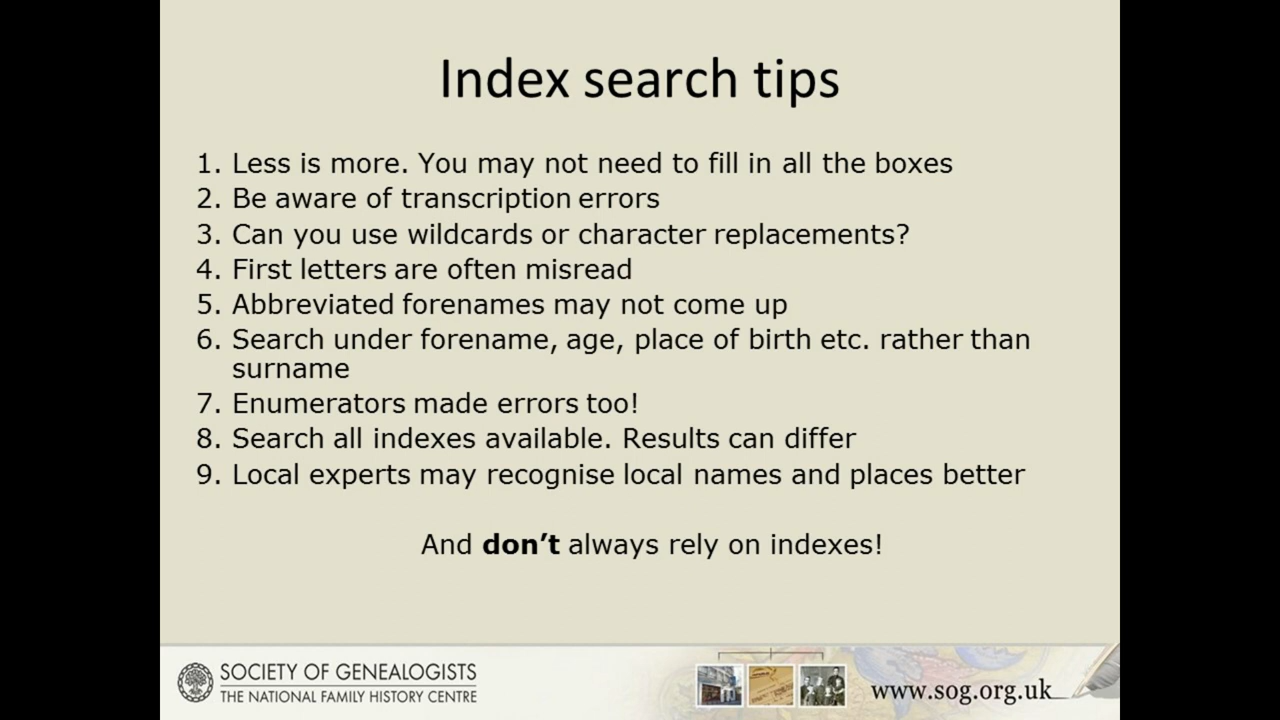 Index search tips
1. Less is more. You may not need to fill in all the boxes
2. Be aware of transcription errors
3. Can you use wildcards or character replacements?
4. First letters are often misread
5. Abbreviated forenames may not come up
6. Search under forename, age, place of birth etc. rather than
surname
7. Enumerators made errors too!
8. Search all indexes available. Results can differ
9. Local experts may recognise local names and places better
And don't always rely on indexes!
SOCIETY OF GENEALOGISTS
THE NATIONAL FAMILY HISTORY CENTRE
www.sog.org.uk